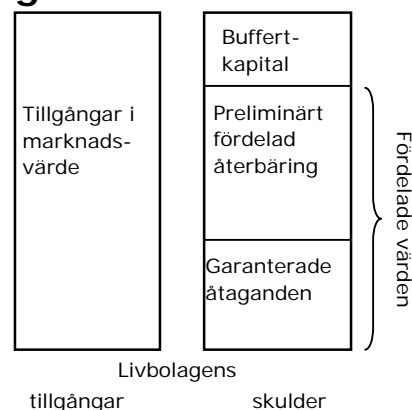 g
Tillgångar i
marknads-
värde
Buffert-
kapital
Preliminärt
fördelad
återbäring
Garanterade
åtaganden
Fördelade värden
Livbolagens
tillgångar skulder